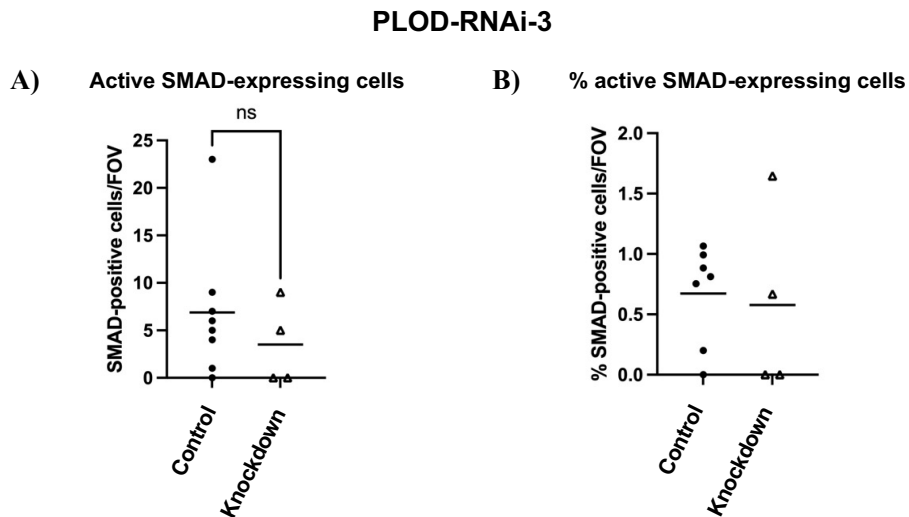 PLOD-RNAi-3
A) Active SMAD-expressing cells
ns
SMAD-positive cells/FOV
25
20
15
10
5
0
Control
Knockdown
B) % active SMAD-expressing cells
% SMAD-positive cells/FOV
2.0
1.5
1.0
0.5
0.0
Control
Knockdown